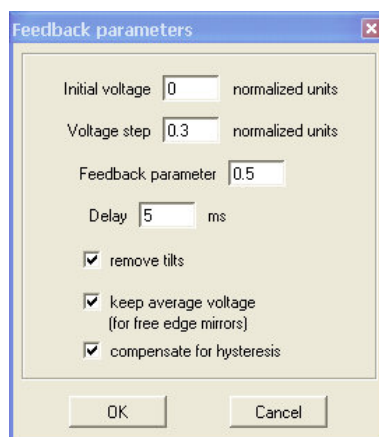 Feedback parameters
Initial voltage 0 normalized units
Voltage step 0.3 normalized units
Feedback parameter 0.5
Delay 5 ms
remove tilts
keep average voltage
(for free edge mirrors)
compensate for hysteresis
OK Cancel